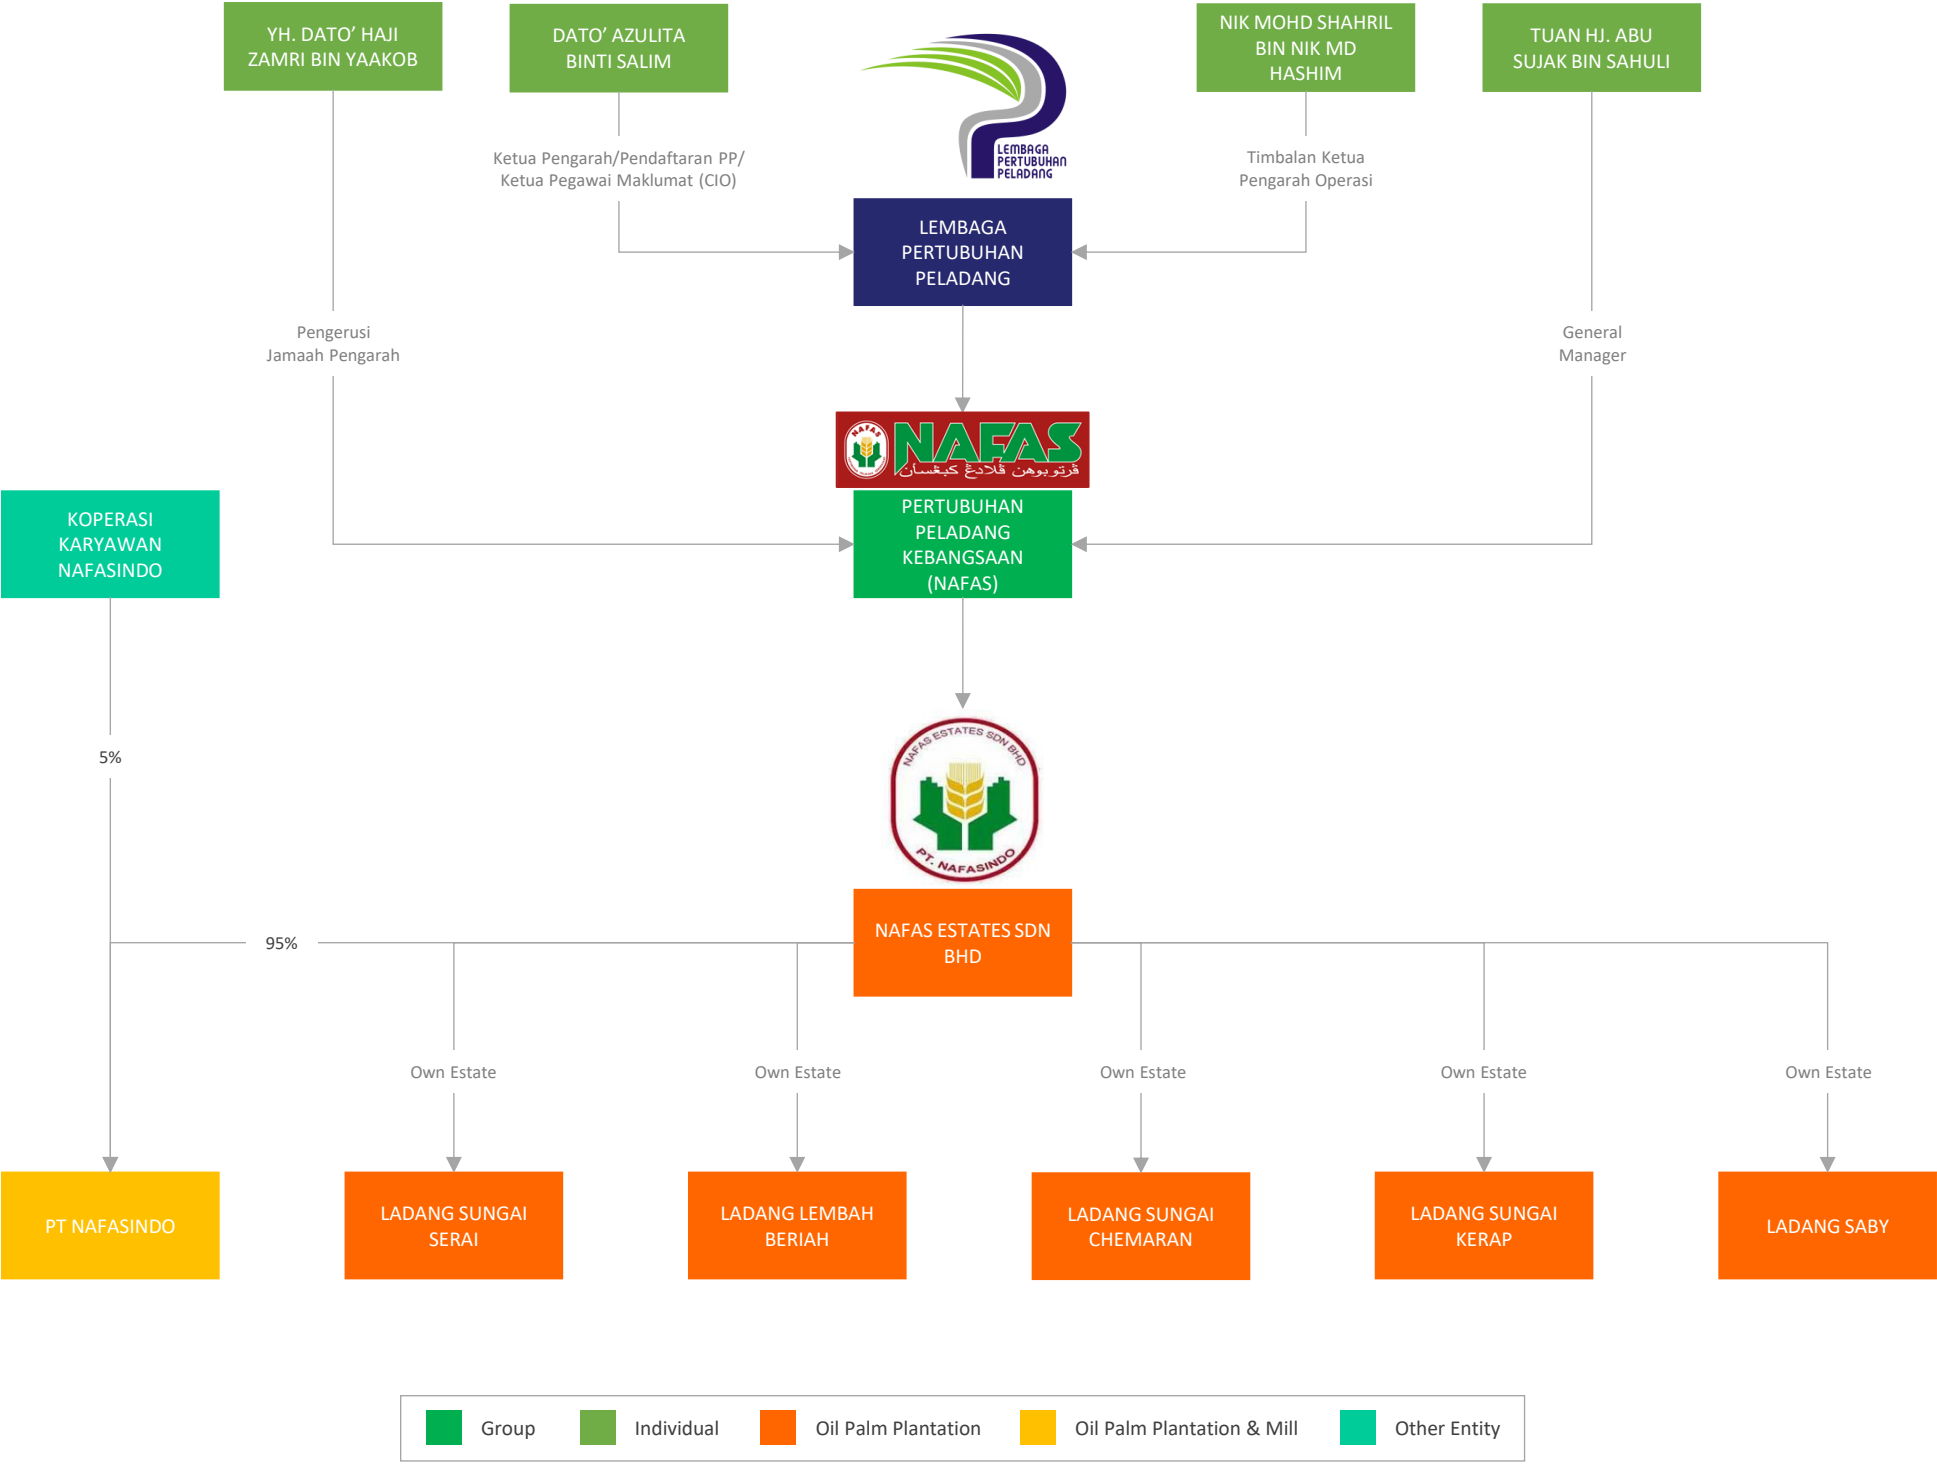 YH. DATO' HAJI
ZAMRI BIN YAAKOB
DATO' AZULITA
BINTI SALIM
NIK MOHD SHAHRIL
BIN NIK MD
HASHIM
TUAN HJ. ABU
SUJAK BIN SAHULI
LEMBAGA
PERTUBUHAN
PELADANG
Ketua Pengarah/Pendaftaran PP/
Ketua Pegawai Maklumat (CIO)
Timbalan Ketua
Pengarah Operasi
LEMBAGA
PERTUBUHAN
PELADANG
Pengerusi
Jamaah Pengarah
General
Manager
NAFAS
NAFAS
ڤرتوبوهن ڤلادڠ كبڠسأن
KOPERASI
KARYAWAN
NAFASINDO
PERTUBUHAN
PELADANG
KEBANGSAAN
(NAFAS)
5%
NAFAS ESTATES SDN BHD
PT. NAFASINDO
95%
NAFAS ESTATES SDN
BHD
Own Estate
Own Estate
Own Estate
Own Estate
Own Estate
PT NAFASINDO
LADANG SUNGAI
SERAI
LADANG LEMBAH
BERIAH
LADANG SUNGAI
CHEMARAN
LADANG SUNGAI
KERAP
LADANG SABY
Group
Individual
Oil Palm Plantation
Oil Palm Plantation & Mill
Other Entity